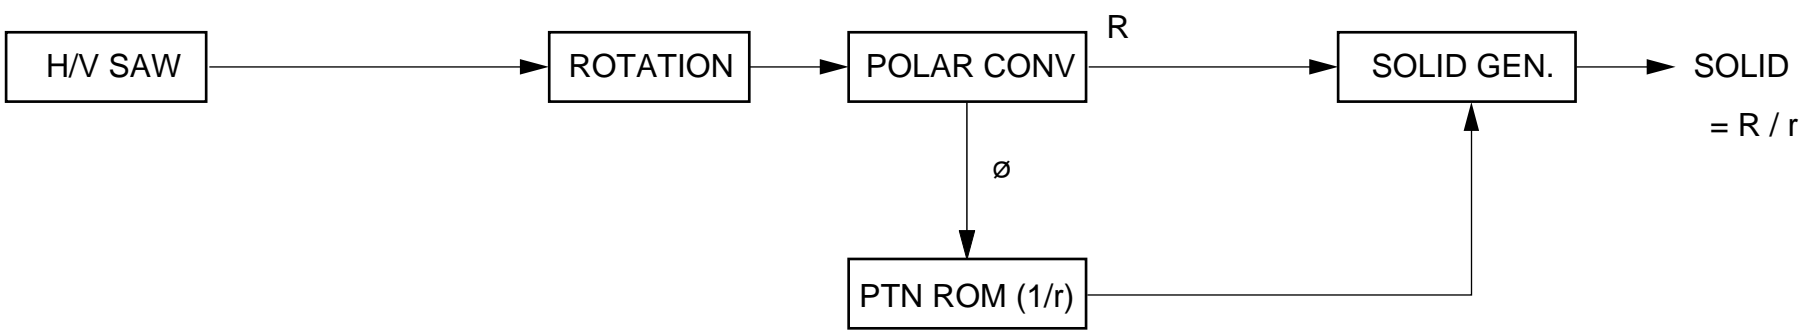 R
H/V SAW
ROTATION
POLAR CONV
SOLID GEN.
SOLID
= R / r
ø
PTN ROM (1/r)